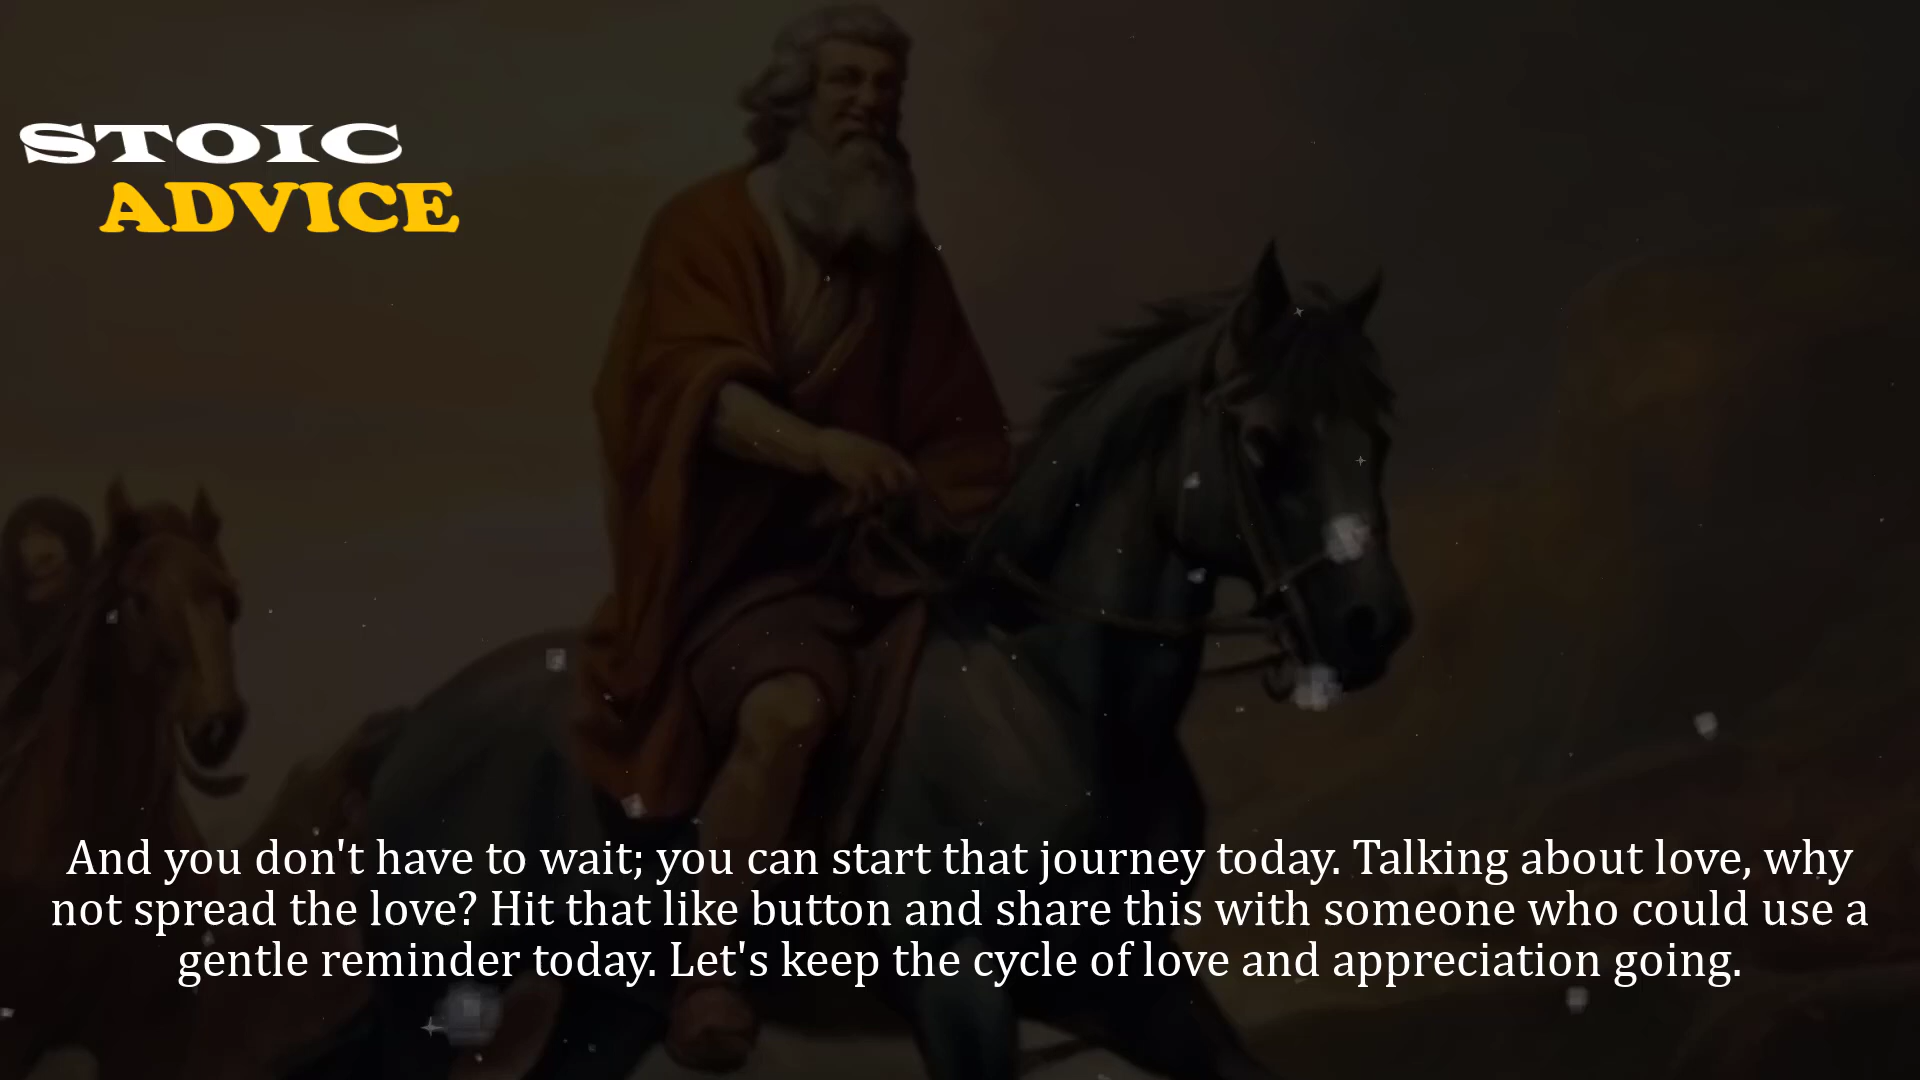 STOIC
ADVICE
And you don't have to wait; you can start that journey today. Talking about love, why
not spread the love? Hit that like button and share this with someone who could use a
gentle reminder today. Let's keep the cycle of love and appreciation going.